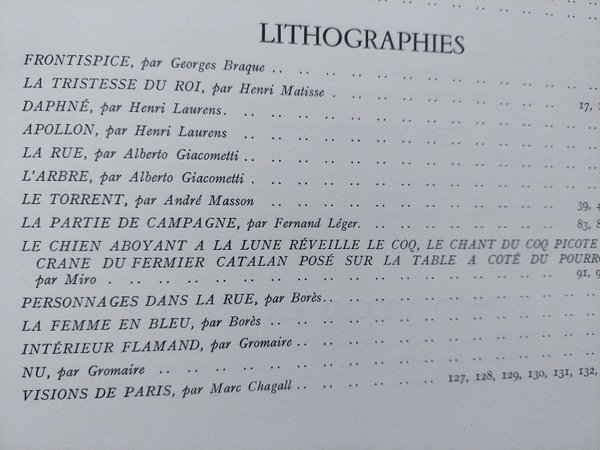 LITHOGRAPHIES
FRONTISPICE, par Georges Braque .. .. .. .. .. .. .. .. .. .. ..
LA TRISTESSE DU ROI, par Henri Matisse . .. .. .. .. .. .. .. ..
DAPHNÉ, par Henri Laurens. .. .. .. .. .. .. .. .. .. .. 17,
APOLLON, par Henri Laurens .. .. .. .. .. .. .. .. .. .. ..
LA RUE, par Alberto Giacometti .. .. .. .. .. .. .. .. .. .. ..
L'ARBRE, par Alberto Giacometti . .. .. .. .. .. .. .. .. .. ..
LE TORRENT, par André Masson .. .. .. .. .. .. .. .. .. 39,
LA PARTIE DE CAMPAGNE, par Fernand Léger. .. .. .. .. .. .. 83,
LE CHIEN ABOYANT A LA LUNE RÉVEILLE LE COQ, LE CHANT DU COQ PICOTE
CRANE DU FERMIER CATALAN POSÉ SUR LA TABLE A COTÉ DU POURRO
par Miro . .. .. .. .. .. .. .. .. .. .. .. .. .. 91,
PERSONNAGES DANS LA RUE, par Borès.. .. .. .. .. .. .. .. ..
LA FEMME EN BLEU, par Borès .. .. .. .. .. .. .. .. .. .. ..
INTÉRIEUR FLAMAND, par Gromaire .. .. .. .. .. .. .. .. .. ..
NU, par Gromaire .. .. .. .. .. .. .. .. .. .. .. .. .. ..
VISIONS DE PARIS, par Marc Chagall .. .. .. .. .. .. 127, 128, 129, 130, 131, 132,